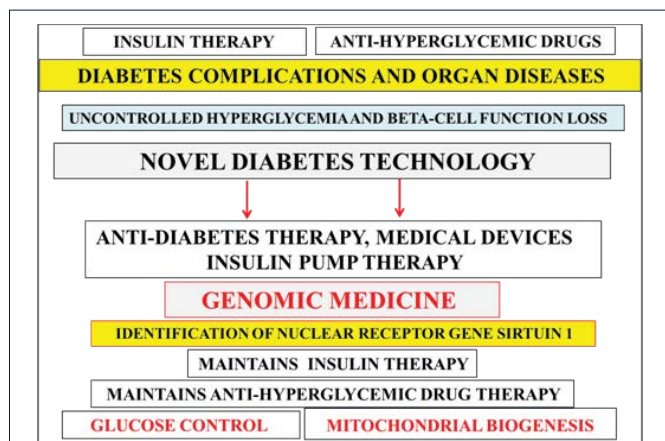 INSULIN THERAPY
ANTI-HYPERGLYCEMIC DRUGS
DIABETES COMPLICATIONS AND ORGAN DISEASES
UNCONTROLLED HYPERGLYCEMIA AND BETA-CELL FUNCTION LOSS
NOVEL DIABETES TECHNOLOGY
ANTI-DIABETES THERAPY, MEDICAL DEVICES
INSULIN PUMP THERAPY
GENOMIC MEDICINE
IDENTIFICATION OF NUCLEAR RECEPTOR GENE SIRTUIN 1
MAINTAINS INSULIN THERAPY
MAINTAINS ANTI-HYPERGLYCEMIC DRUG THERAPY
GLUCOSE CONTROL
MITOCHONDRIAL BIOGENESIS